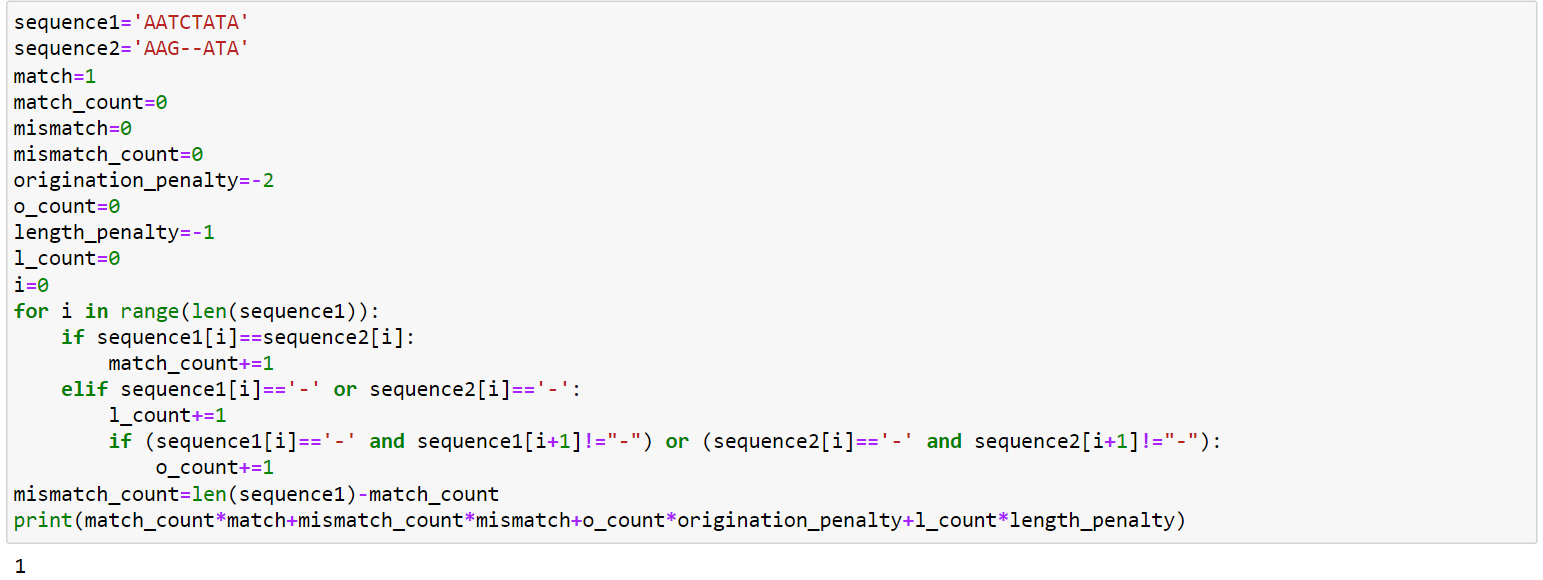 sequence1='AATCTATA'
sequence2='AAG--ATA'
match=1
match_count=0
mismatch=0
mismatch_count=0
origination_penalty=-2
o_count=0
length_penalty=-1
l_count=0
i=0
for i in range(len(sequence1)):
    if sequence1[i]==sequence2[i]:
        match_count+=1
    elif sequence1[i]=='-' or sequence2[i]=='-':
        l_count+=1
        if (sequence1[i]=='-' and sequence1[i+1]!="-") or (sequence2[i]=='-' and sequence2[i+1]!="-"):
            o_count+=1
mismatch_count=len(sequence1)-match_count
print(match_count*match+mismatch_count*mismatch+o_count*origination_penalty+l_count*length_penalty)
1